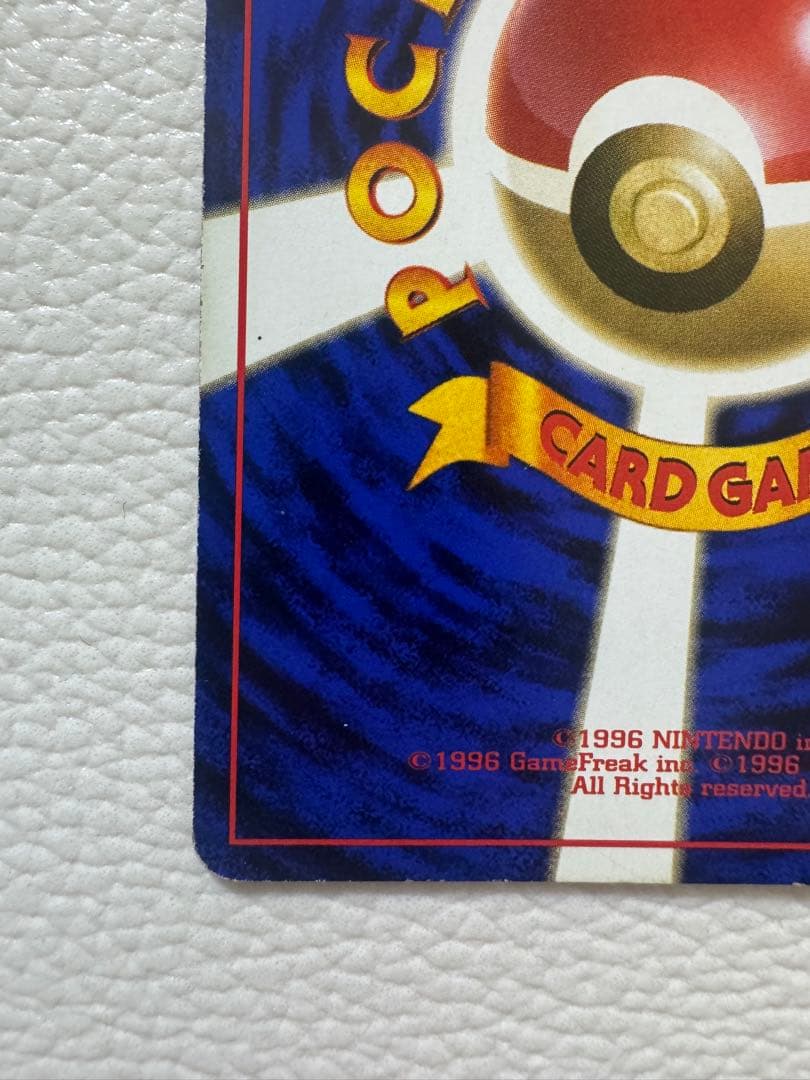 POC
CARD GA
©1996 NINTENDO
©1996 GameFreak inc. ©1996
All Rights reserved.